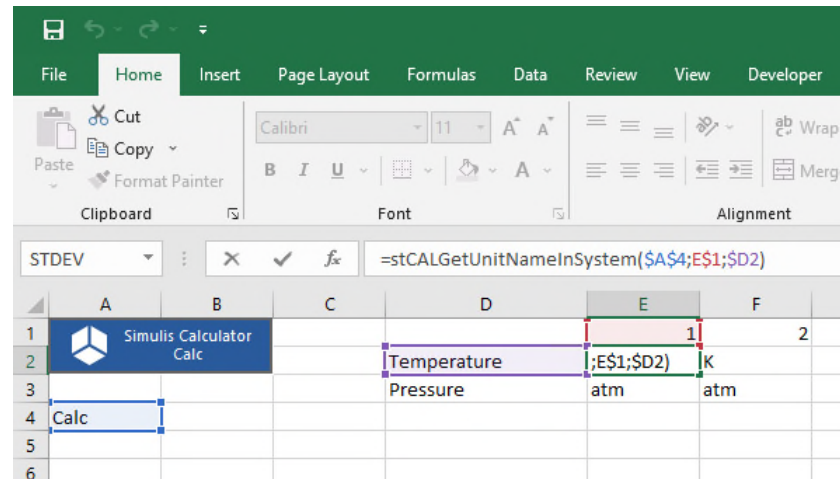 File Home Insert Page Layout Formulas Data Review View Developer
Cut
Calibri 11 A A ab Wrap
Copy
Paste
Format Painter
B I U A Merg
Clipboard Font Alignment
STDEV fx =stCALGetUnitNameInSystem($A$4;E$1;$D2)
A B C D E F
1 Simulis Calculator 1 2
Calc
2 Temperature ;E$1;$D2) K
3 Pressure atm atm
4 Calc
5
6